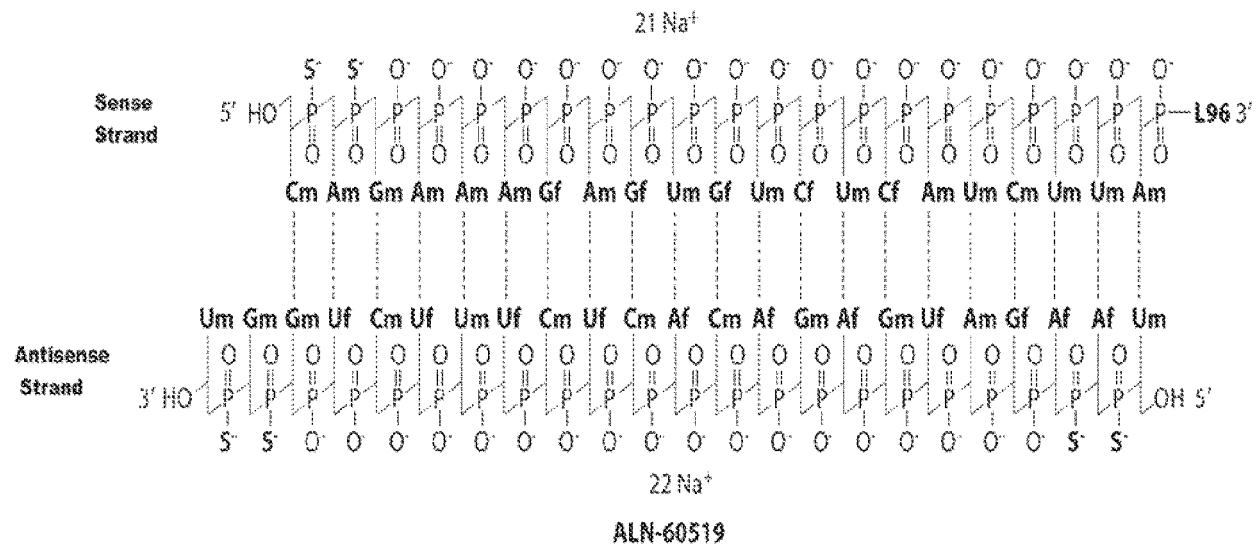 21 Na⁺
S⁻ S⁻ O⁻ O⁻ O⁻ O⁻ O⁻ O⁻ O⁻ O⁻ O⁻ O⁻ O⁻ O⁻ O⁻ O⁻ O⁻ O⁻ O⁻ O⁻ O⁻
Sense
Strand
5' HO P P P P P P P P P P P P P P P P P P P P P L96 3'
O O O O O O O O O O O O O O O O O O O O O
Cm Am Gm Am Am Am Gf Am Gf Um Gf Um Cf Um Cf Am Um Cm Um Um Am
Um Gm Gm Uf Cm Uf Um Uf Cm Uf Cm Af Cm Af Gm Af Gm Uf Am Gf Af Af Um
Antisense
Strand
O O O O O O O O O O O O O O O O O O O O O O
3' HO P P P P P P P P P P P P P P P P P P P P P P OH 5'
S⁻ S⁻ O⁻ O⁻ O⁻ O⁻ O⁻ O⁻ O⁻ O⁻ O⁻ O⁻ O⁻ O⁻ O⁻ O⁻ O⁻ O⁻ O⁻ O⁻ S⁻ S⁻
22 Na⁺
ALN-60519